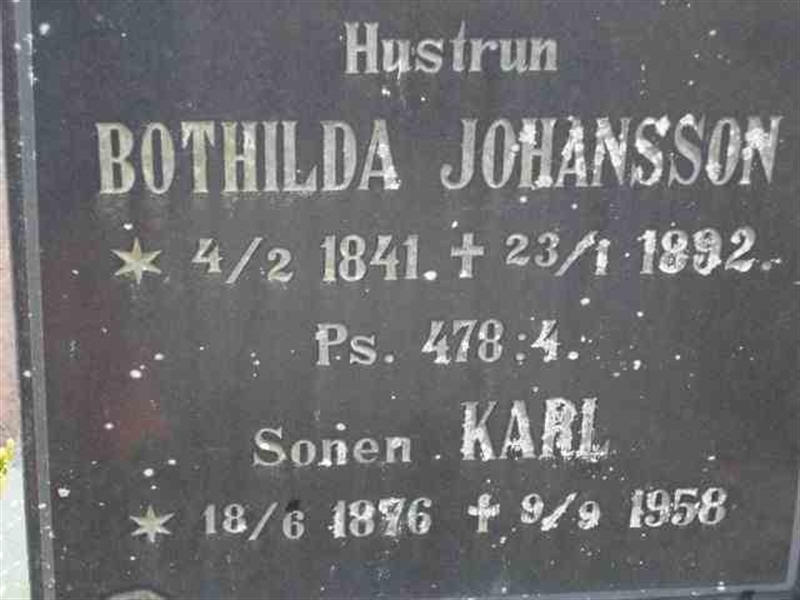 Hustrun
BOTHILDA JOHANSSON
* 4/2 1841. † 23/1 1892.
Ps. 478:4.
Sonen KARL
* 18/6 1876 † 9/9 1958